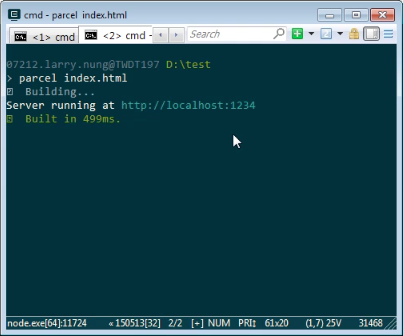 cmd - parcel index.html
<1> cmd
<2> cmd -
Search
07212.larry.nung@TWDT197 D:\test
> parcel index.html
Building...
Server running at http://localhost:1234
Built in 499ms.
node.exe[64]:11724 « 150513[32] 2/2 [+] NUM PRI‡ 61x20 (1,7) 25V 31468